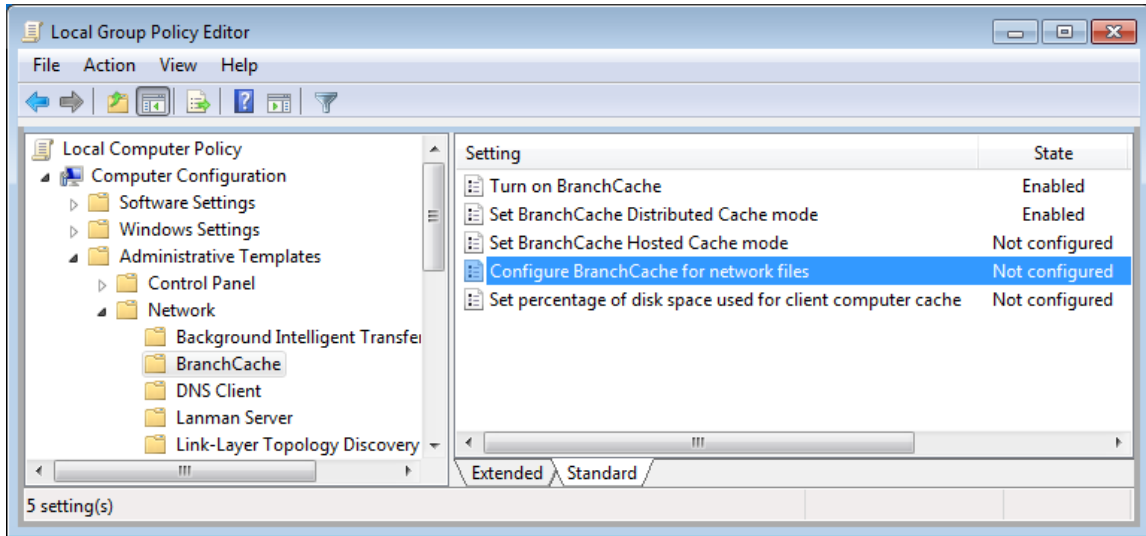 Local Group Policy Editor
File Action View Help
Local Computer Policy
Computer Configuration
Software Settings
Windows Settings
Administrative Templates
Control Panel
Network
Background Intelligent Transfe
BranchCache
DNS Client
Lanman Server
Link-Layer Topology Discovery
Setting State
Turn on BranchCache Enabled
Set BranchCache Distributed Cache mode Enabled
Set BranchCache Hosted Cache mode Not configured
Configure BranchCache for network files Not configured
Set percentage of disk space used for client computer cache Not configured
Extended Standard
5 setting(s)